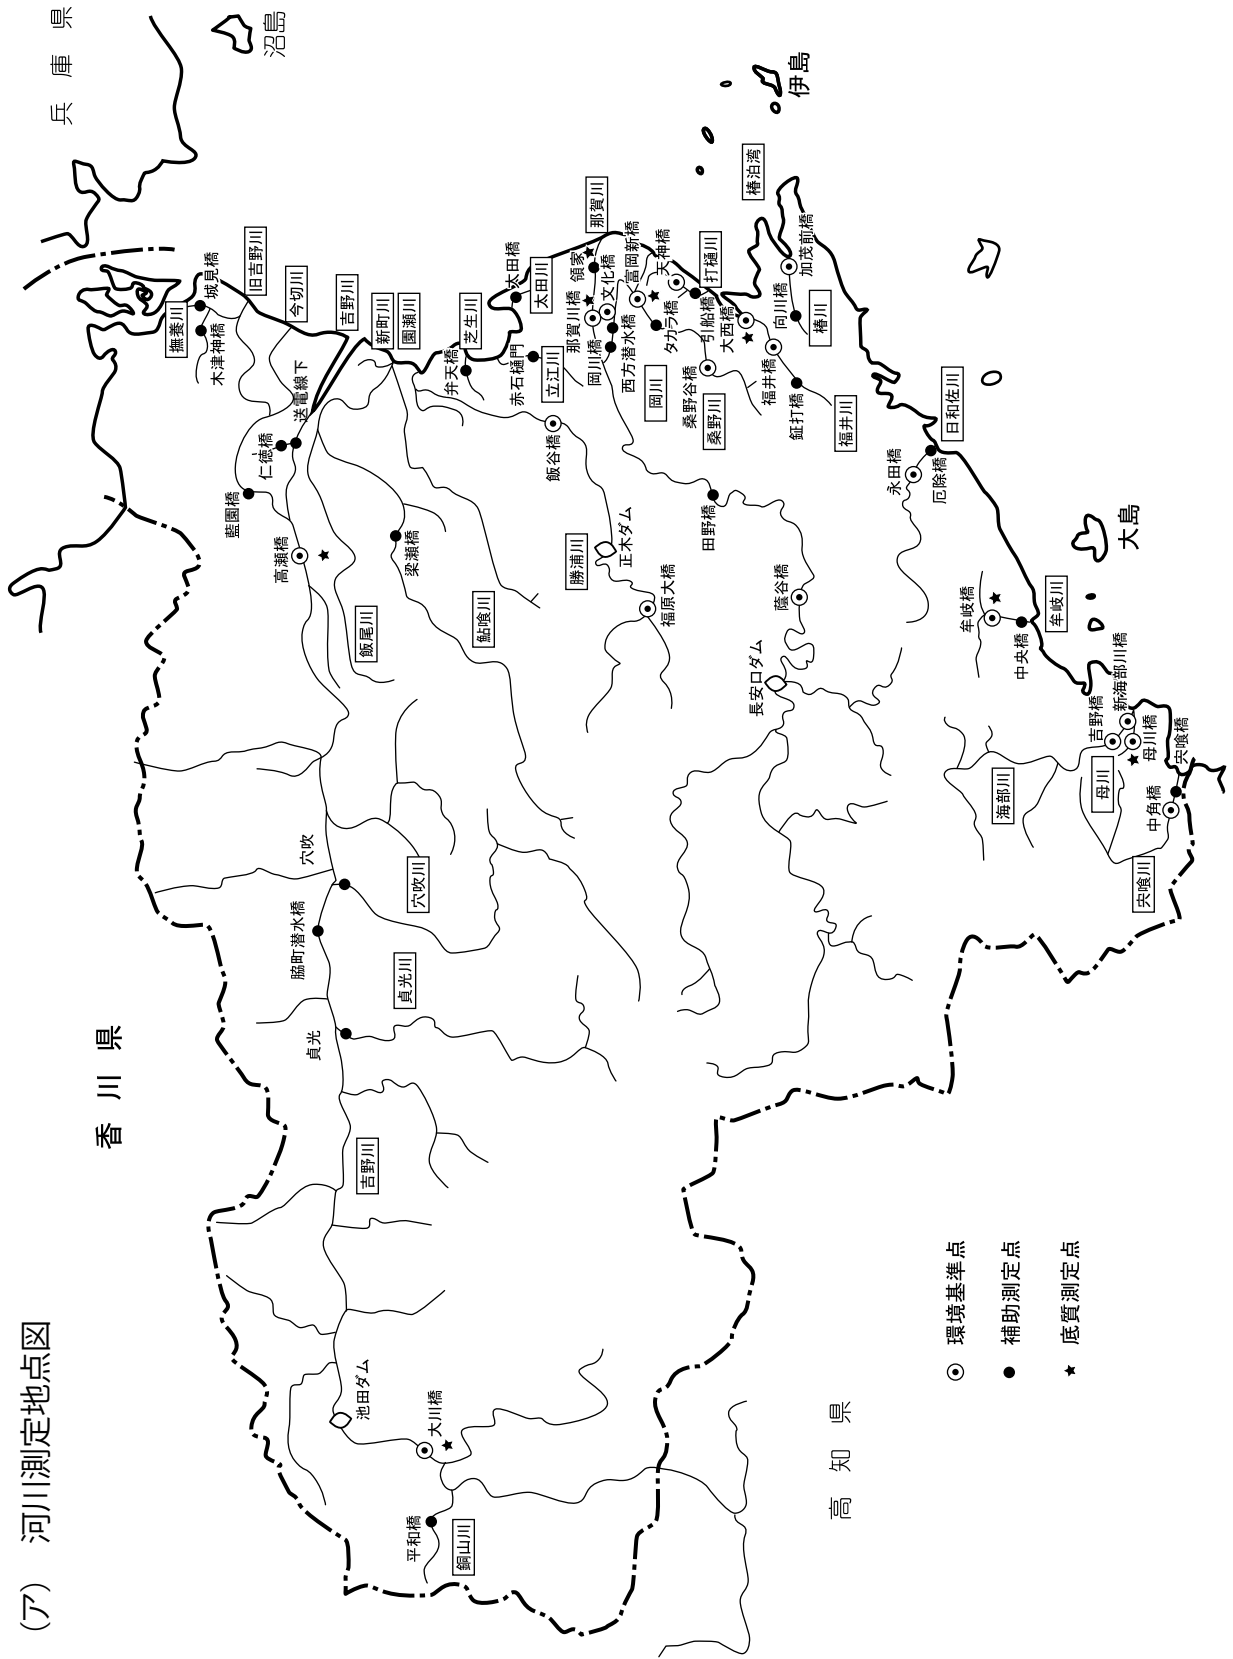 (ア)　河川測定地点図
兵　庫　県
沼島
香　川　県
高　知　県
伊島
大島
撫養川
城見橋
木津神橋
旧吉野川
今切川
吉野川
新町川
園瀬川
芝生川
弁天橋
太田橋
太田川
赤石樋門
立江川
那賀川
領家
文化橋
那賀川橋
岡川橋
西方潜水橋
富岡新橋
天神橋
タカラ橋
打樋川
引船橋
大西橋
岡川
桑野谷橋
桑野川
福井橋
鉦打橋
福井川
椿泊湾
加茂前橋
向川橋
椿川
送電線下
仁徳橋
藍園橋
高瀬橋
飯尾川
梁瀬橋
鮎喰川
飯谷橋
勝浦川
正木ダム
福原大橋
田野橋
蔭谷橋
長安口ダム
永田橋
厄除橋
日和佐川
牟岐橋
中央橋
牟岐川
新海部川橋
吉野橋
母川橋
母川
海部川
宍喰橋
中角橋
宍喰川
穴吹
穴吹川
脇町潜水橋
貞光川
貞光
吉野川
池田ダム
大川橋
平和橋
銅山川
環境基準点
補助測定点
底質測定点